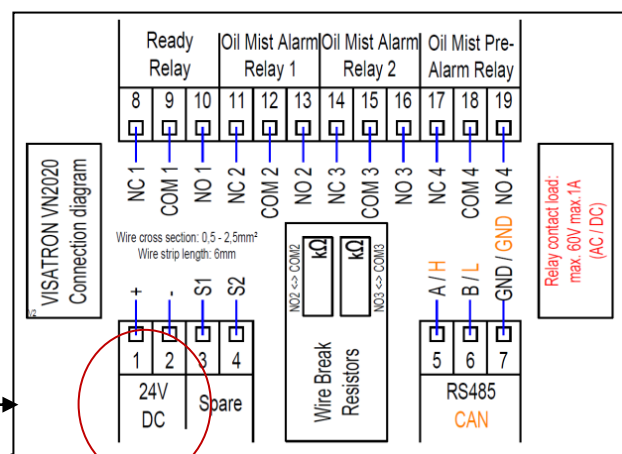 Ready
Relay
Oil Mist Alarm
Relay 1
Oil Mist Alarm
Relay 2
Oil Mist Pre-
Alarm Relay
8 9 10 11 12 13 14 15 16 17 18 19
NC 1
COM 1
NO 1
NC 2
COM 2
NO 2
NC 3
COM 3
NO 3
NC 4
COM 4
NO 4
VISATRON VN2020
Connection diagram
V2
Wire cross section: 0,5 - 2,5mm²
Wire strip length: 6mm
NO2 <=> COM2
kΩ
kΩ
NO3 <=> COM3
Wire Break
Resistors
Relay contact load:
max. 60V max.1A
(AC / DC)
+
-
S1
S2
A / H
B / L
GND / GND
1 2 3 4
5 6 7
24V
DC
Spare
RS485
CAN